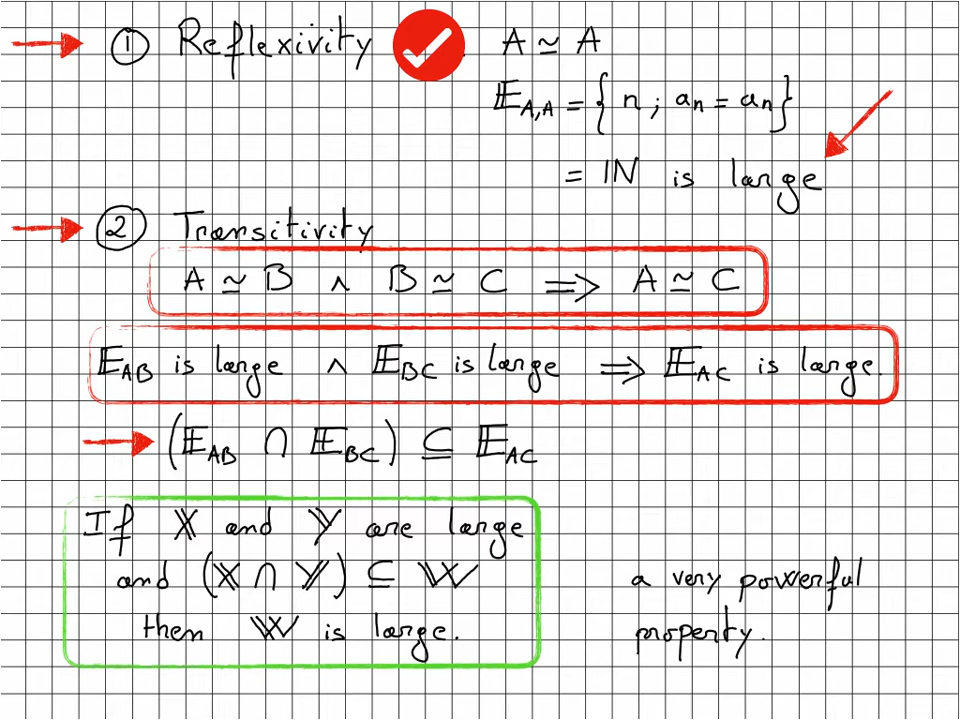 ① Reflexivity A ≃ A
𝔼A,A = { n ; an = an }
= ℕ is large
② Transitivity
A ≃ B ∧ B ≃ C ⟹ A ≃ C
𝔼AB is large ∧ 𝔼BC is large ⟹ 𝔼AC is large.
(𝔼AB ∩ 𝔼BC) ⊆ 𝔼AC
If 𝕏 and 𝕐 are large
and (𝕏 ∩ 𝕐) ⊆ 𝕎
then 𝕎 is large.
a very powerful
property.